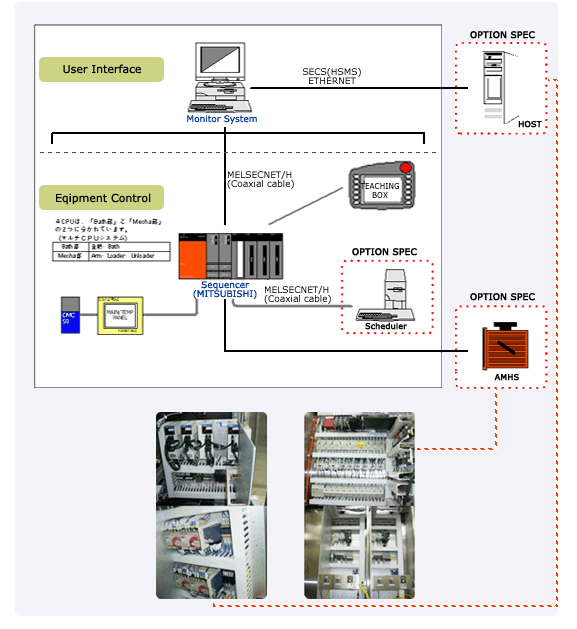 OPTION SPEC
User Interface
SECS(HSMS)
ETHERNET
Monitor System
HOST
MELSECNET/H
(Coaxial cable)
TEACHING
BOX
Eqipment Control
※CPUは、「Bath部」と「Mecha部」
の2つに分かれています。
(マルチCPUシステム)
Bath部 主幹・Bath
Mecha部 Arm・Loader・Unloader
OPTION SPEC
Sequencer
(MITSUBISHI)
MELSECNET/H
(Coaxial cable)
Scheduler
OPTION SPEC
MAIN/TEMP
PANEL
AMHS